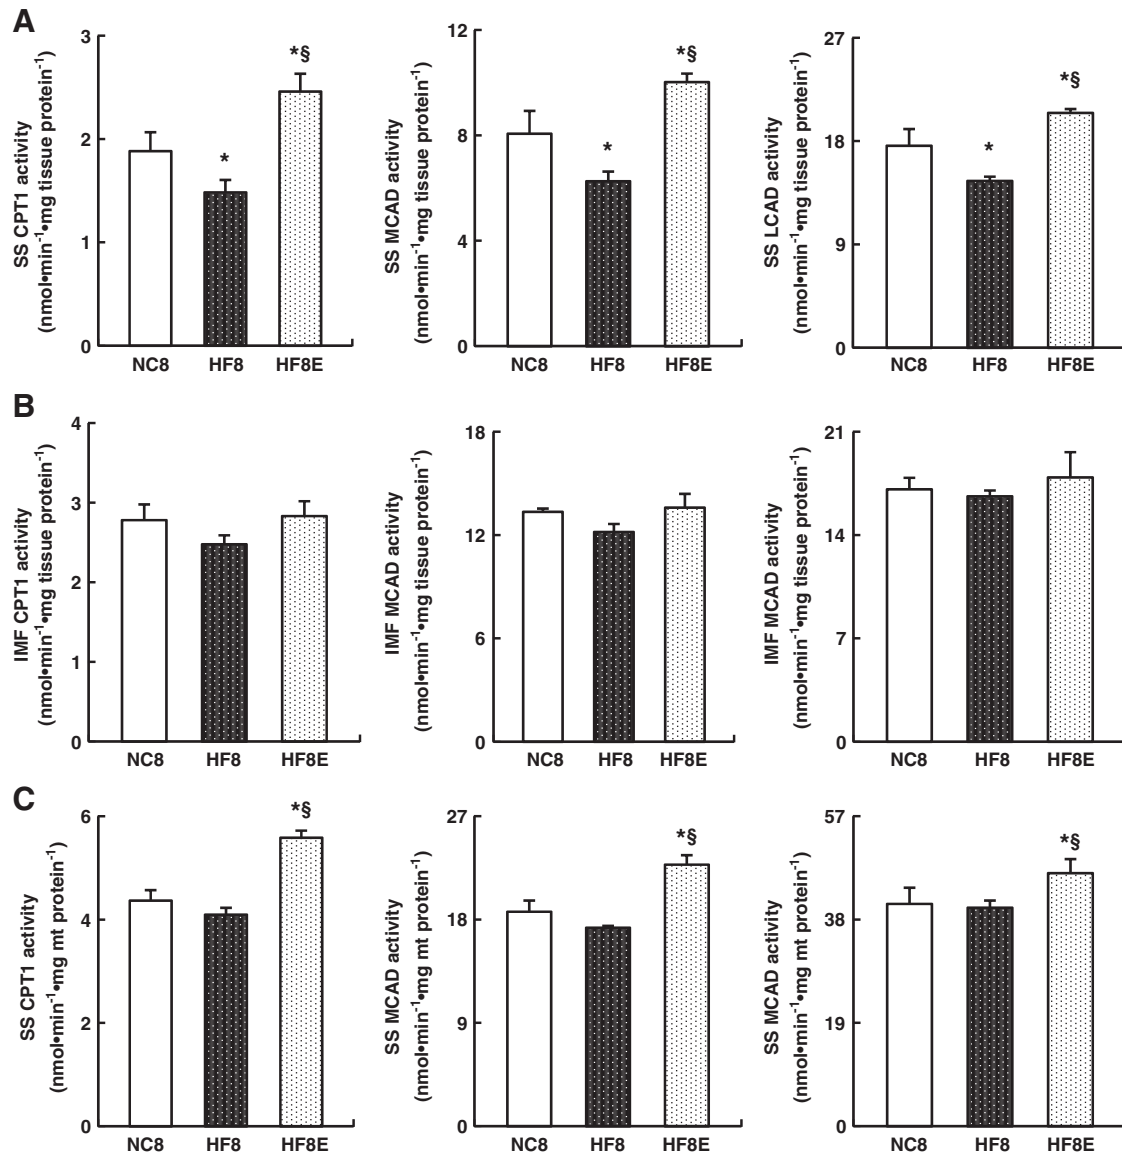 A
SS CPT1 activity
(nmol•min⁻¹•mg tissue protein⁻¹)
3
2
1
0
*
*§
NC8 HF8 HF8E
SS MCAD activity
(nmol•min⁻¹•mg tissue protein⁻¹)
12
8
4
0
*
*§
NC8 HF8 HF8E
SS LCAD activity
(nmol•min⁻¹•mg tissue protein⁻¹)
27
18
9
0
*
*§
NC8 HF8 HF8E
B
IMF CPT1 activity
(nmol•min⁻¹•mg tissue protein⁻¹)
4
3
2
1
0
NC8 HF8 HF8E
IMF MCAD activity
(nmol•min⁻¹•mg tissue protein⁻¹)
18
12
6
0
NC8 HF8 HF8E
IMF MCAD activity
(nmol•min⁻¹•mg tissue protein⁻¹)
21
14
7
0
NC8 HF8 HF8E
C
SS CPT1 activity
(nmol•min⁻¹•mg mt protein⁻¹)
6
4
2
0
*§
NC8 HF8 HF8E
SS MCAD activity
(nmol•min⁻¹•mg mt protein⁻¹)
27
18
9
0
*§
NC8 HF8 HF8E
SS MCAD activity
(nmol•min⁻¹•mg mt protein⁻¹)
57
38
19
0
*§
NC8 HF8 HF8E